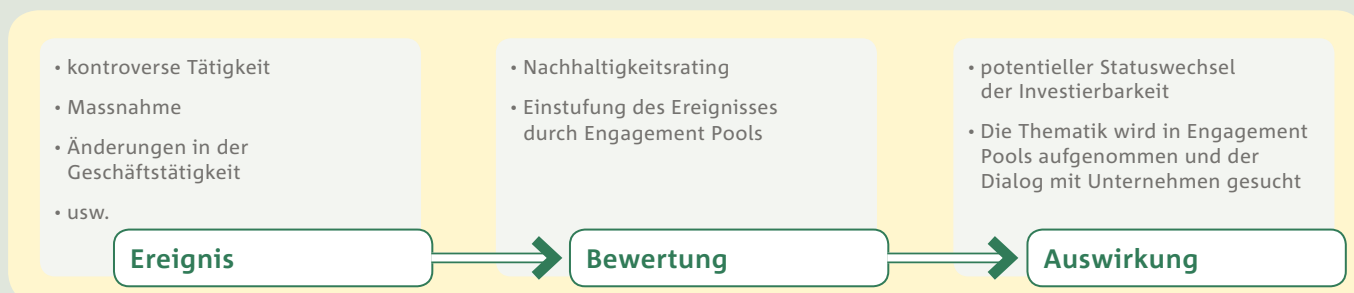 • kontroverse Tätigkeit
• Massnahme
• Änderungen in der
Geschäftstätigkeit
• usw.
Ereignis
• Nachhaltigkeitsrating
• Einstufung des Ereignisses
durch Engagement Pools
Bewertung
• potentieller Statuswechsel
der Investierbarkeit
• Die Thematik wird in Engagement
Pools aufgenommen und der
Dialog mit Unternehmen gesucht
Auswirkung